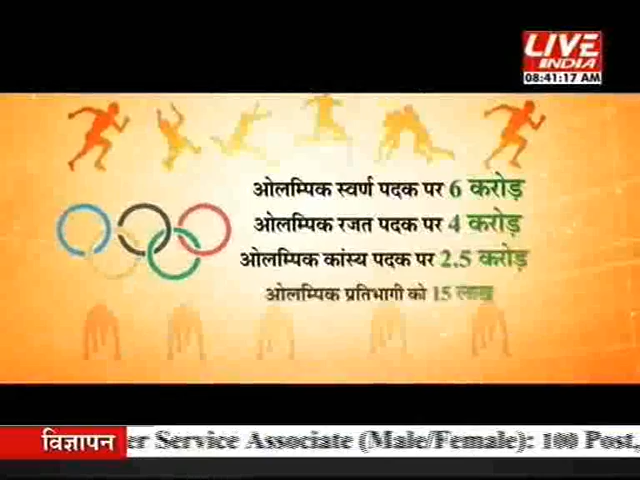 LIVE
INDIA
08:41:17 AM
ओलम्पिक स्वर्ण पदक पर 6 करोड़
ओलम्पिक रजत पदक पर 4 करोड़
ओलम्पिक कांस्य पदक पर 2.5 करोड़
ओलम्पिक प्रतिभागी को 15 लाख
विज्ञापन er Service Associate (Male/Female): 100 Post,